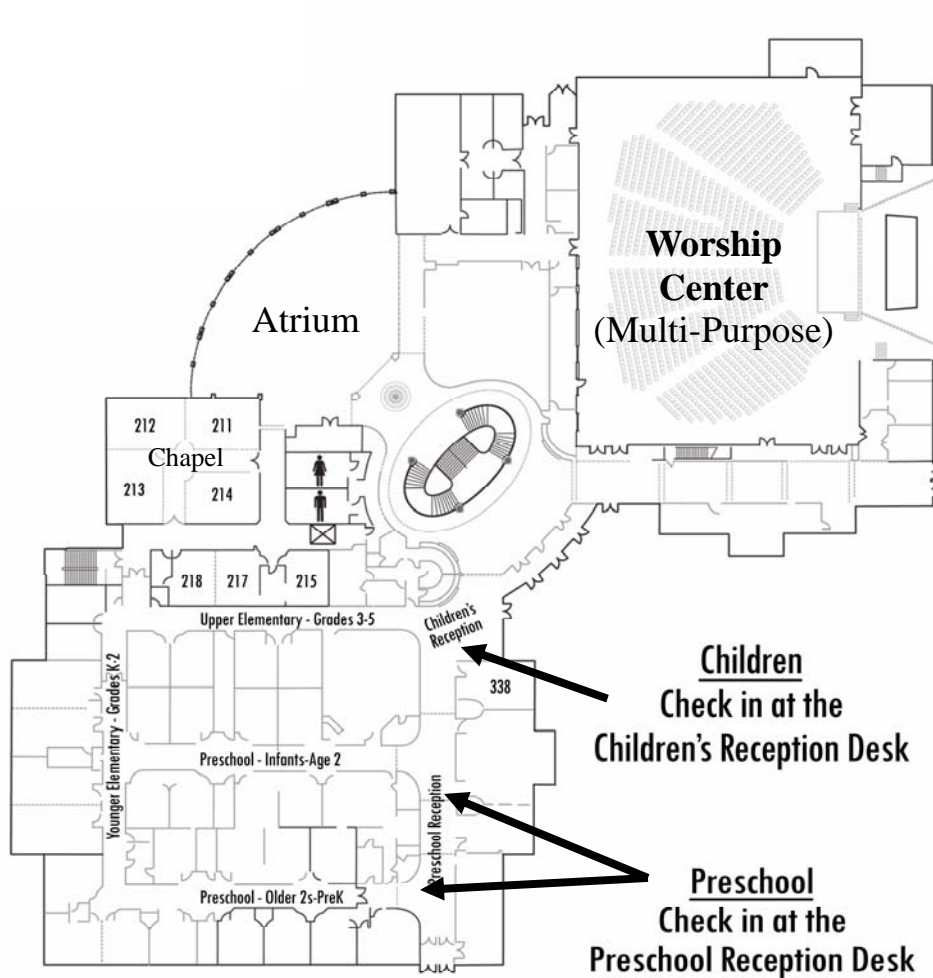 Worship
Center
(Multi-Purpose)
Atrium
212
211
Chapel
213
214
218
217
215
Upper Elementary - Grades 3-5
Children's
Reception
Younger Elementary - Grades K-2
338
Children
Check in at the
Children's Reception Desk
Preschool - Infants-Age 2
Preschool Reception
Preschool - Older 2s-PreK
Preschool
Check in at the
Preschool Reception Desk